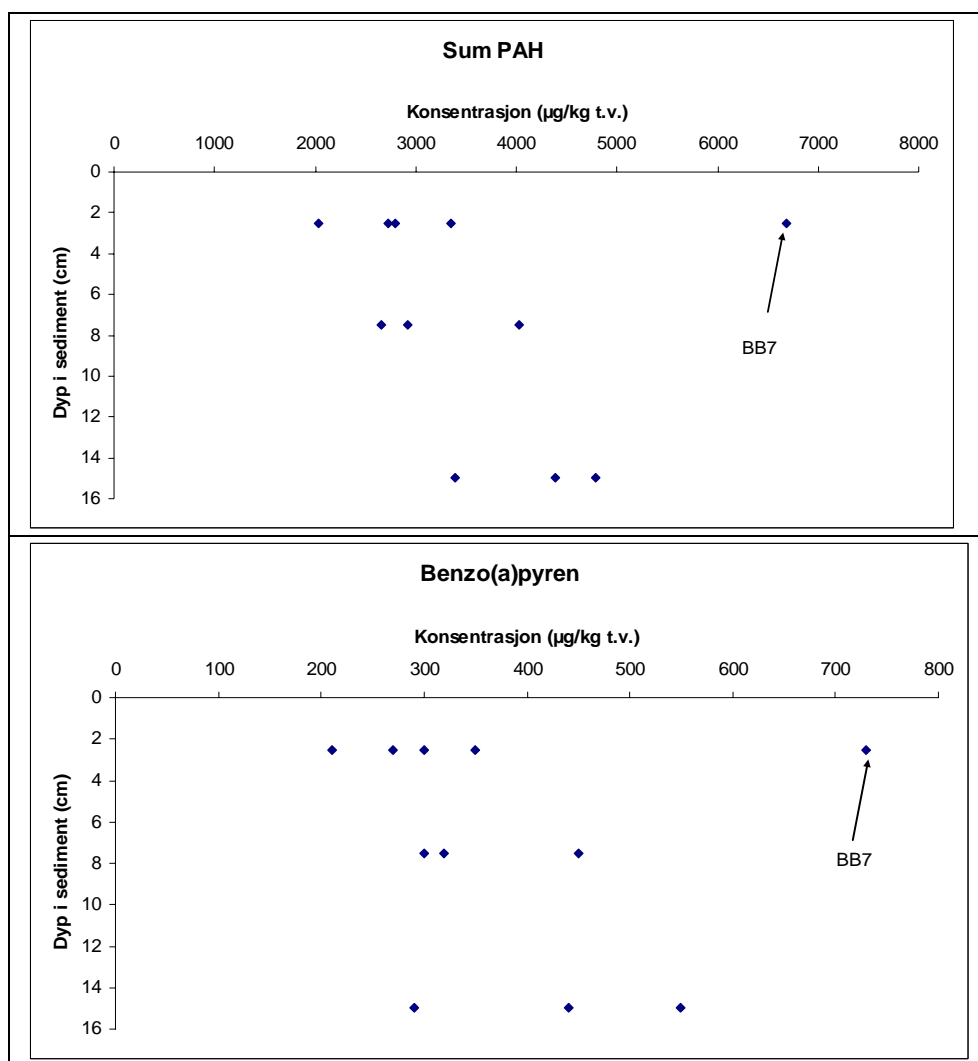 Sum PAH
Konsentrasjon (µg/kg t.v.)
0 1000 2000 3000 4000 5000 6000 7000 8000
0
2
4
6
8
10
12
14
16
Dyp i sediment (cm)
BB7
Benzo(a)pyren
Konsentrasjon (µg/kg t.v.)
0 100 200 300 400 500 600 700 800
0
2
4
6
8
10
12
14
16
Dyp i sediment (cm)
BB7